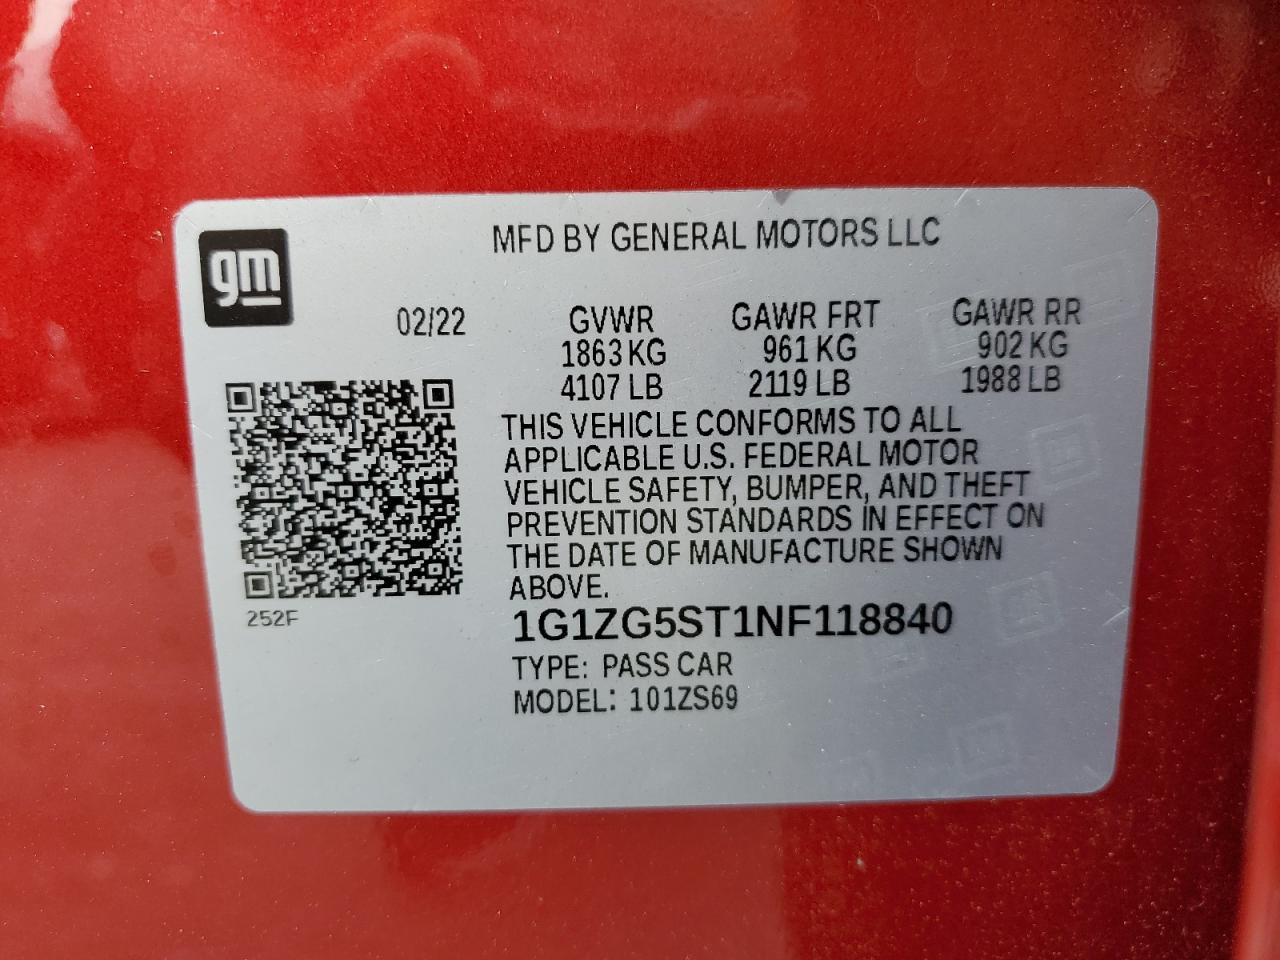 gm
MFD BY GENERAL MOTORS LLC
02/22 GVWR GAWR FRT GAWR RR
1863 KG 961 KG 902 KG
4107 LB 2119 LB 1988 LB
THIS VEHICLE CONFORMS TO ALL
APPLICABLE U.S. FEDERAL MOTOR
VEHICLE SAFETY, BUMPER, AND THEFT
PREVENTION STANDARDS IN EFFECT ON
THE DATE OF MANUFACTURE SHOWN
ABOVE.
252F
1G1ZG5ST1NF118840
TYPE: PASS CAR
MODEL: 101ZS69